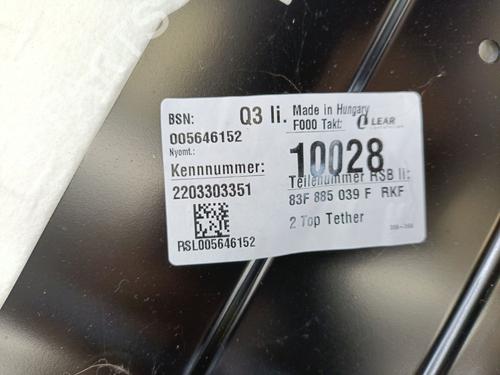 BSN:
Q3 li.
Made in Hungary
F000 Takt:
LEAR
005646152
Nyomt.:
10028
Kennnummer:
2203303351
Teilenummer RSB li:
83F 885 039 F RKF
2 Top Tether
RSL005646152